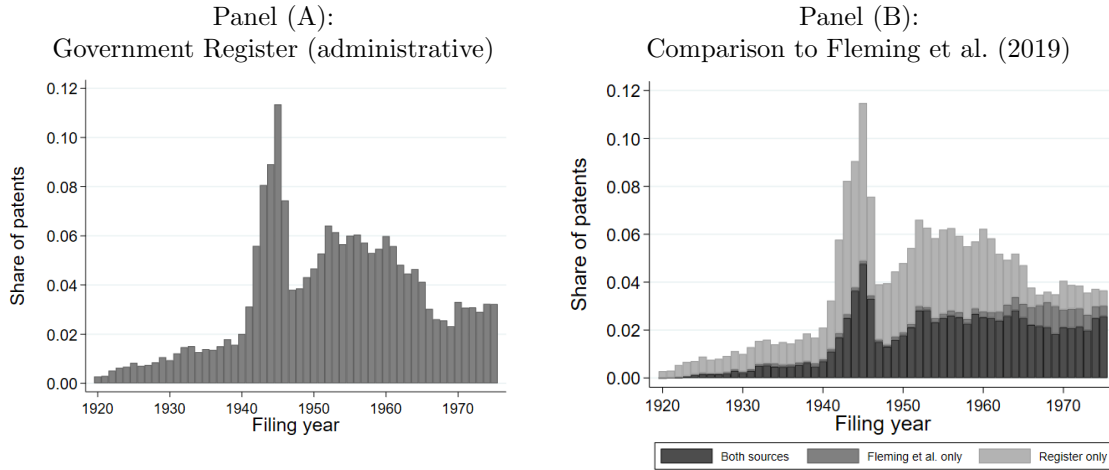 Panel (A):
Government Register (administrative)
Share of patents
0.12
0.10
0.08
0.06
0.04
0.02
0.00
1920 1930 1940 1950 1960 1970
Filing year
Panel (B):
Comparison to Fleming et al. (2019)
Share of patents
0.12
0.10
0.08
0.06
0.04
0.02
0.00
1920 1930 1940 1950 1960 1970
Filing year
Both sources Fleming et al. only Register only